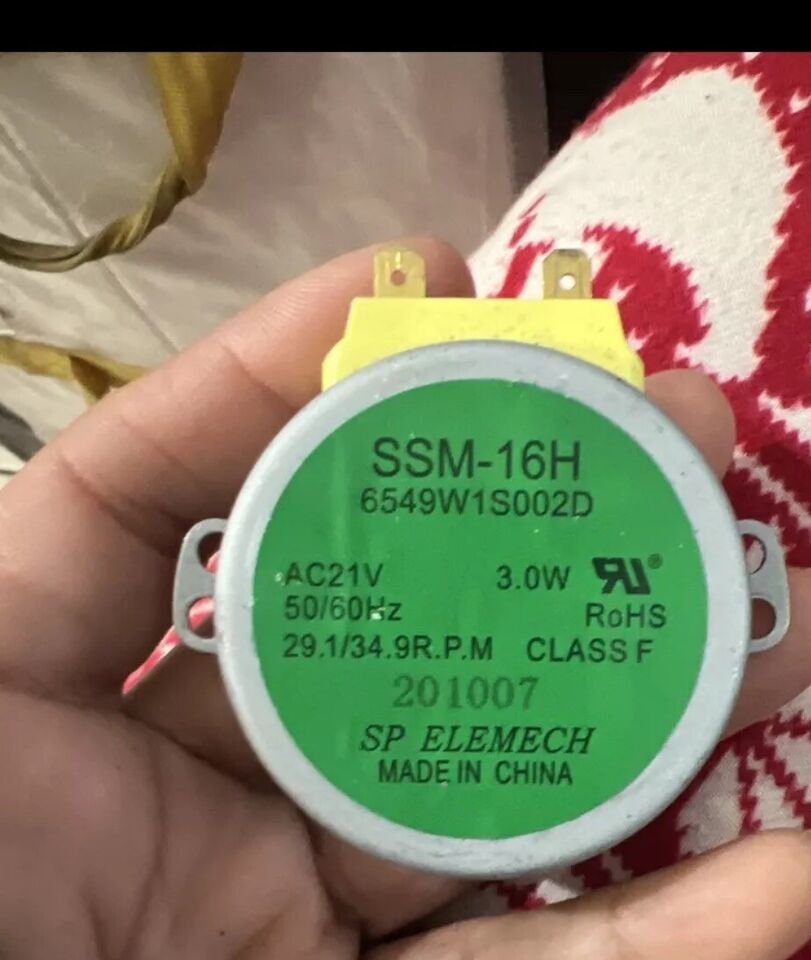 SSM-16H
6549W1S002D
AC21V 3.0W RU®
50/60Hz RoHS
29.1/34.9R.P.M CLASS F
201007
SP ELEMECH
MADE IN CHINA